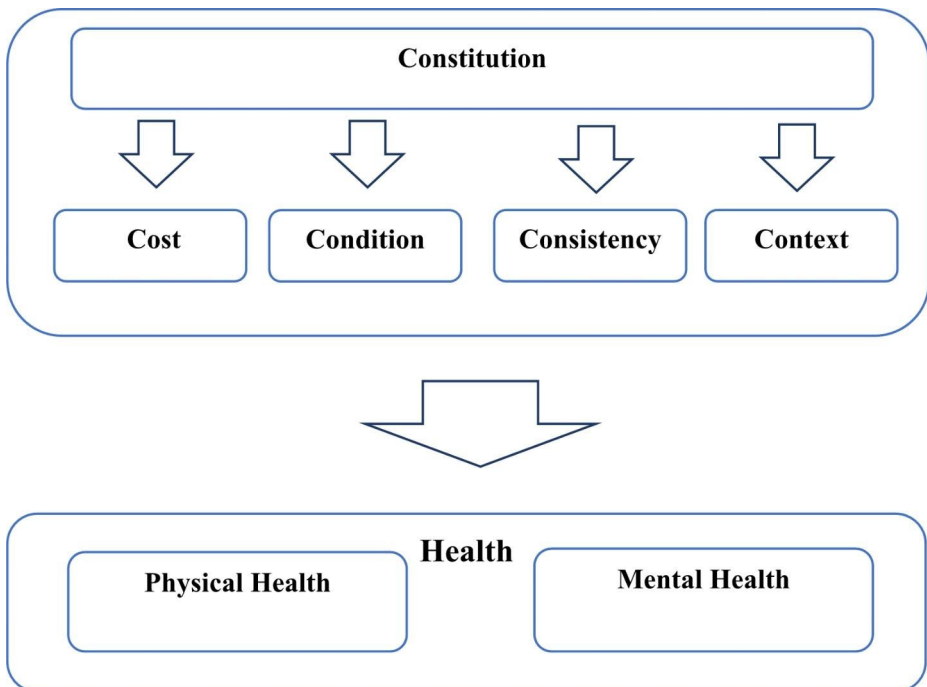 Constitution
Cost
Condition
Consistency
Context
Health
Physical Health
Mental Health